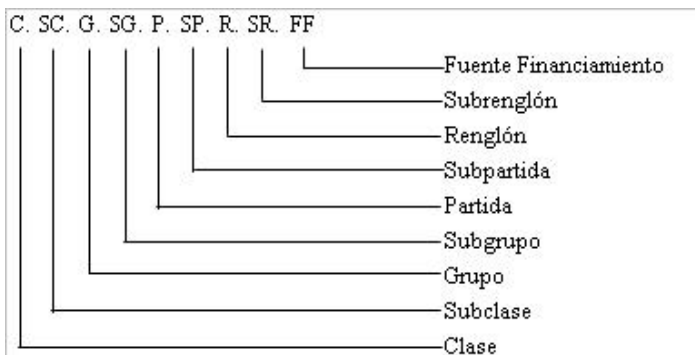 C. SC. G. SG. P. SP. R. SR. FF
Fuente Financiamiento
Subrenglón
Renglón
Subpartida
Partida
Subgrupo
Grupo
Subclase
Clase